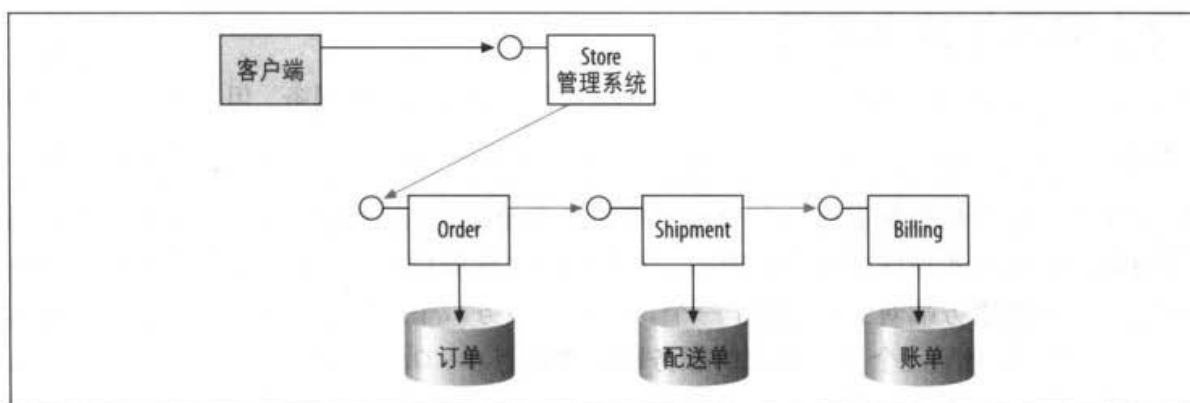 客户端
Store
管理系统
Order
Shipment
Billing
订单
配送单
账单